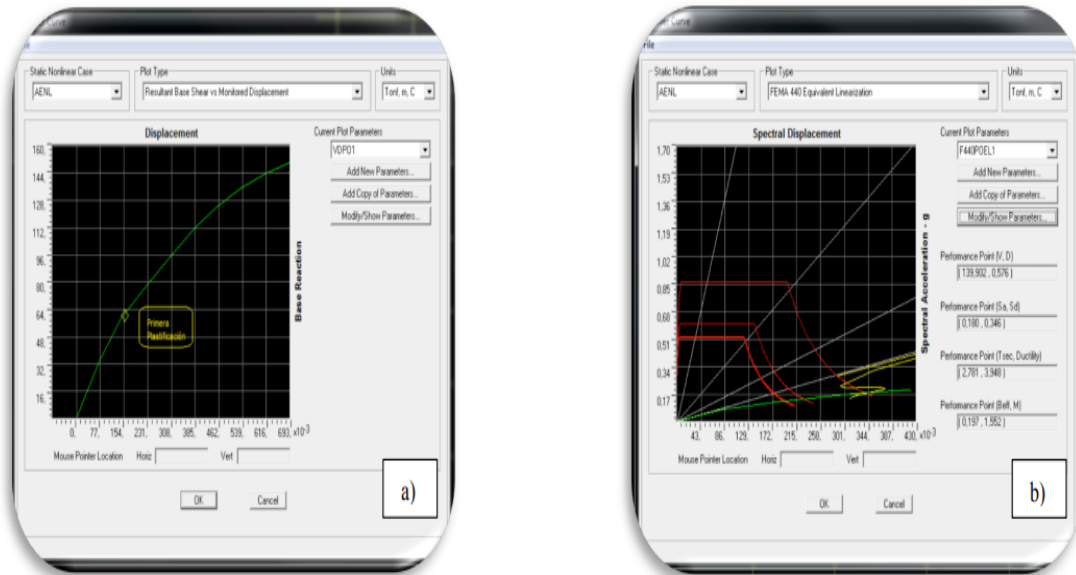 Curve
Static Nonlinear Case
AENL
Plot Type
Resultant Base Shear vs Monitored Displacement
Units
Tonf, m, C
Displacement
160,
144,
128,
112,
96,
80,
64,
48,
32,
16,
Primera
Plastificación
Base Reaction
0, 77, 154, 231, 308, 385, 462, 539, 616, 693, x10-3
Current Plot Parameters
VDPO1
Add New Parameters...
Add Copy of Parameters...
Modify/Show Parameters...
Mouse Pointer Location Horiz Vert
OK Cancel
a)
Curve
File
Static Nonlinear Case
AENL
Plot Type
FEMA 440 Equivalent Linearization
Units
Tonf, m, C
Spectral Displacement
1,70
1,53
1,36
1,19
1,02
0,85
0,68
0,51
0,34
0,17
Spectral Acceleration - g
43, 86, 129, 172, 215, 258, 301, 344, 387, 430, x10-3
Current Plot Parameters
F440POEL1
Add New Parameters...
Add Copy of Parameters...
Modify/Show Parameters...
Performance Point (V, D)
( 139,902 , 0,576 )
Performance Point (Sa, Sd)
( 0,180 , 0,346 )
Performance Point (Tsec, Ductility)
( 2,781 , 3,948 )
Performance Point (Beff, M)
( 0,197 , 1,552 )
Mouse Pointer Location Horiz Vert
OK Cancel
b)